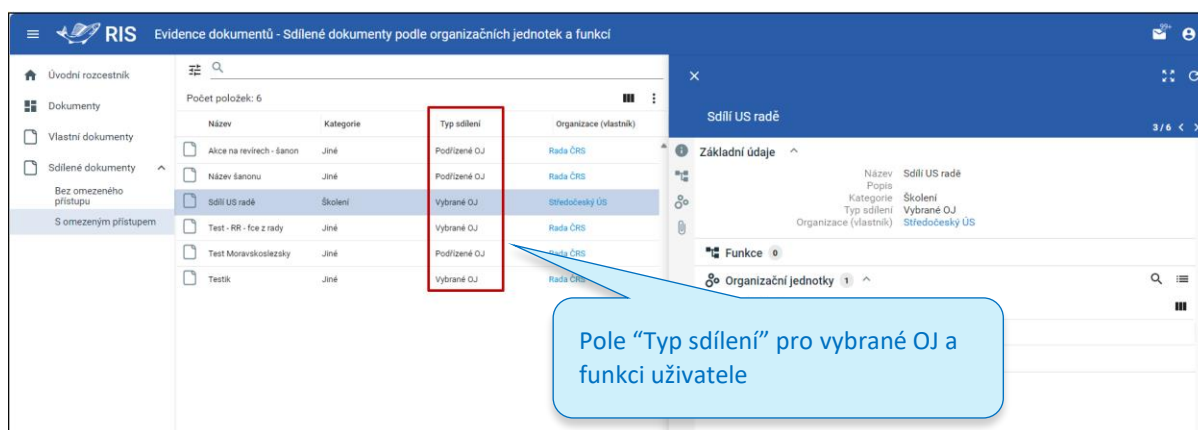 RIS Evidence dokumentů - Sdílené dokumenty podle organizačních jednotek a funkcí 99+
Úvodní rozcestník
Dokumenty
Vlastní dokumenty
Sdílené dokumenty
Bez omezeného
přístupu
S omezeným přístupem
Počet položek: 6
Název Kategorie Typ sdílení Organizace (vlastník)
Akce na revírech - šanon Jiné Podřízené OJ Rada ČRS
Název šanonu Jiné Podřízené OJ Rada ČRS
Sdílí US radě Školení Vybrané OJ Středočeský ÚS
Test - RR - fce z rady Jiné Vybrané OJ Rada ČRS
Test Moravskoslezsky Jiné Podřízené OJ Rada ČRS
Testik Jiné Vybrané OJ Rada ČRS
Sdílí US radě
3/6
Základní údaje
Název Sdílí US radě
Popis
Kategorie Školení
Typ sdílení Vybrané OJ
Organizace (vlastník) Středočeský ÚS
Funkce 0
Organizační jednotky 1
Pole “Typ sdílení” pro vybrané OJ a
funkci uživatele